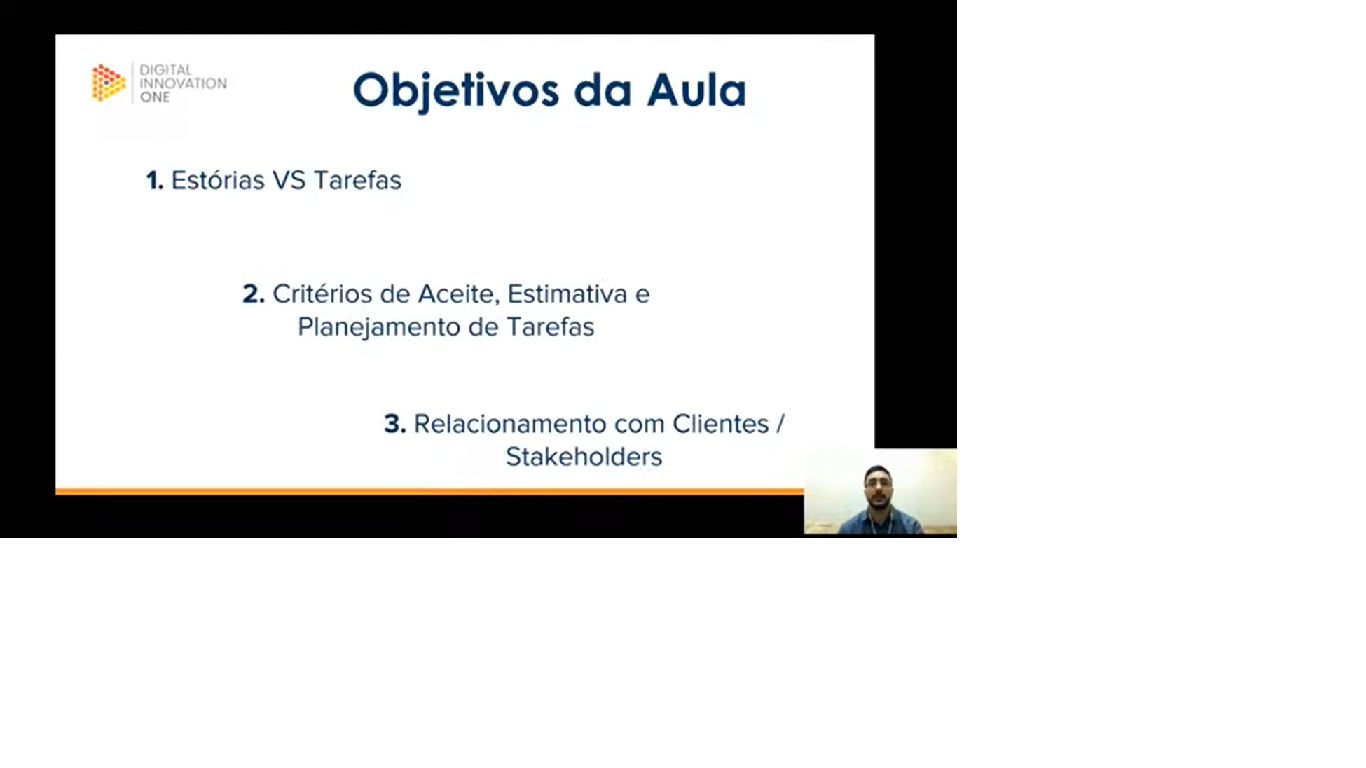 DIGITAL
INNOVATION
ONE
Objetivos da Aula
1. Estórias VS Tarefas
2. Critérios de Aceite, Estimativa e
Planejamento de Tarefas
3. Relacionamento com Clientes /
Stakeholders